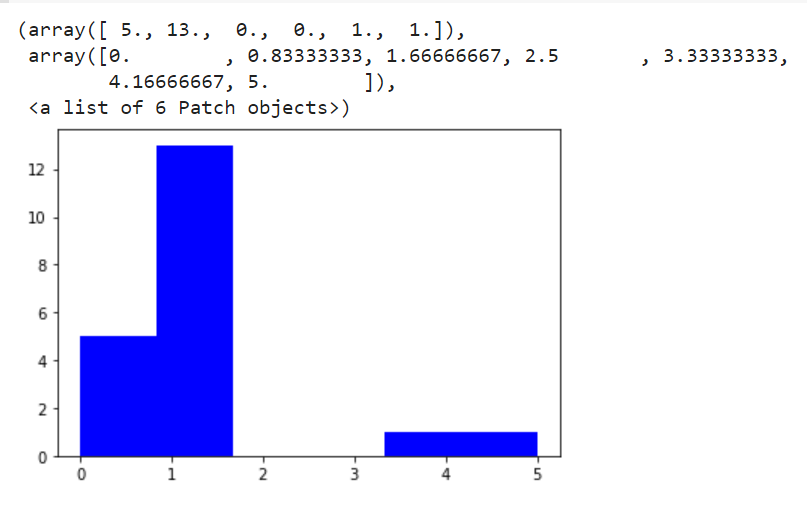 (array([ 5., 13.,  0.,  0.,  1.,  1.]),
 array([0.        , 0.83333333, 1.66666667, 2.5       , 3.33333333,
        4.16666667, 5.        ]),
 <a list of 6 Patch objects>)
12
10
8
6
4
2
0
0 1 2 3 4 5